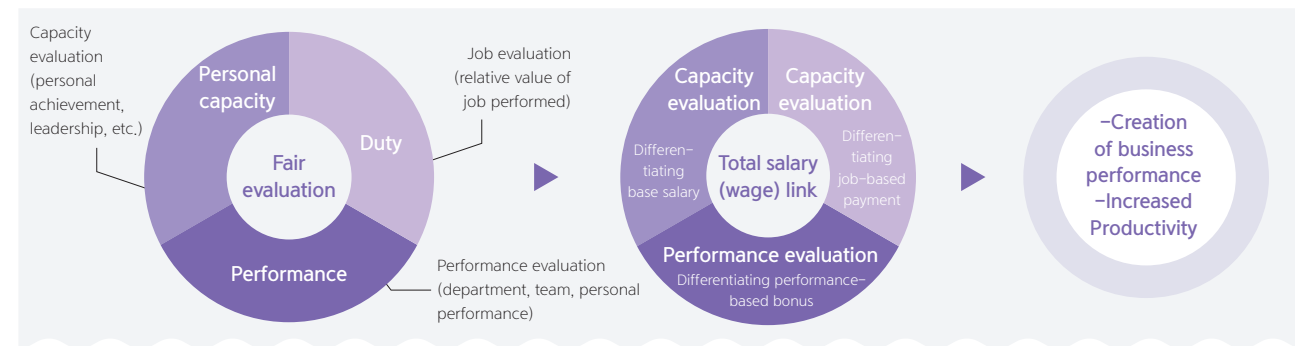 Capacity
evaluation
(personal
achievement,
leadership, etc.)
Personal
capacity
Duty
Fair
evaluation
Performance
Job evaluation
(relative value of
job performed)
Performance evaluation
(department, team, personal
performance)
Capacity
evaluation
Differen-
tiating
base salary
Capacity
evaluation
Differen-
tiating
job-based
payment
Total salary
(wage) link
Performance evaluation
Differentiating performance-
based bonus
-Creation
of business
performance
-Increased
Productivity